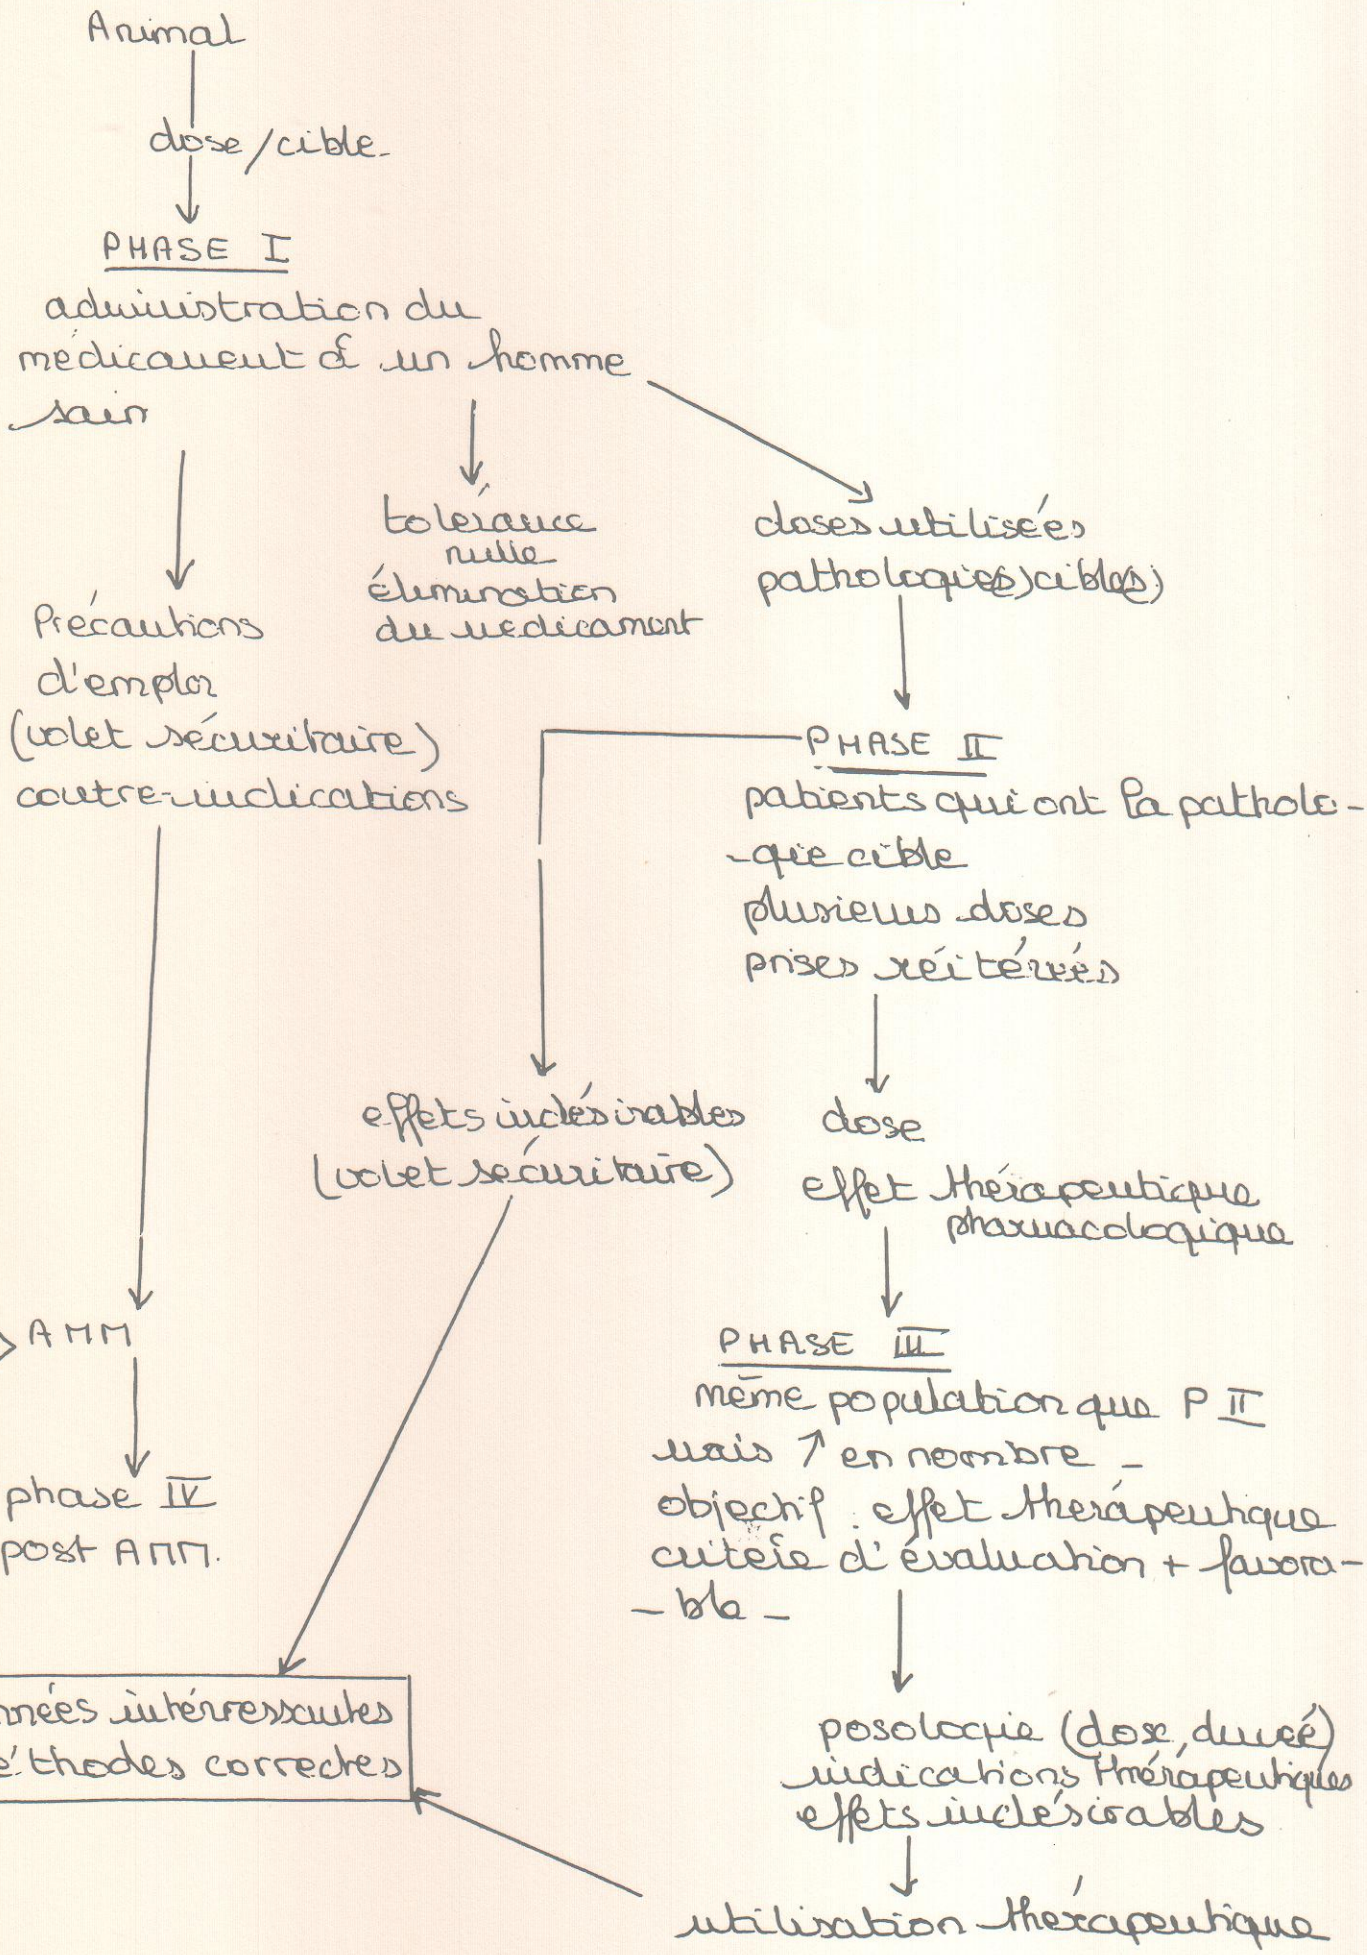 Animal
dose/cible
PHASE I
administration du
médicament à un homme
sain
tolérance
nulle
élimination
du médicament
doses utilisées
pathologie(s) cible(s)
Précautions
d'emploi
(volet sécuritaire)
contre-indications
PHASE II
patients qui ont la patholo-
-gie cible
plusieurs doses
prises réitérées
effets indésirables
(volet sécuritaire)
dose
effet thérapeutique
pharmacologique
AMM
phase IV
post AMM.
PHASE III
même population que P II
mais ↑ en nombre -
objectif : effet thérapeutique
critère d'évaluation + favora-
- ble -
nnées intérressantes
éthodes correctes
posologie (dose, durée)
indications thérapeutiques
effets indésirables
utilisation thérapeutique